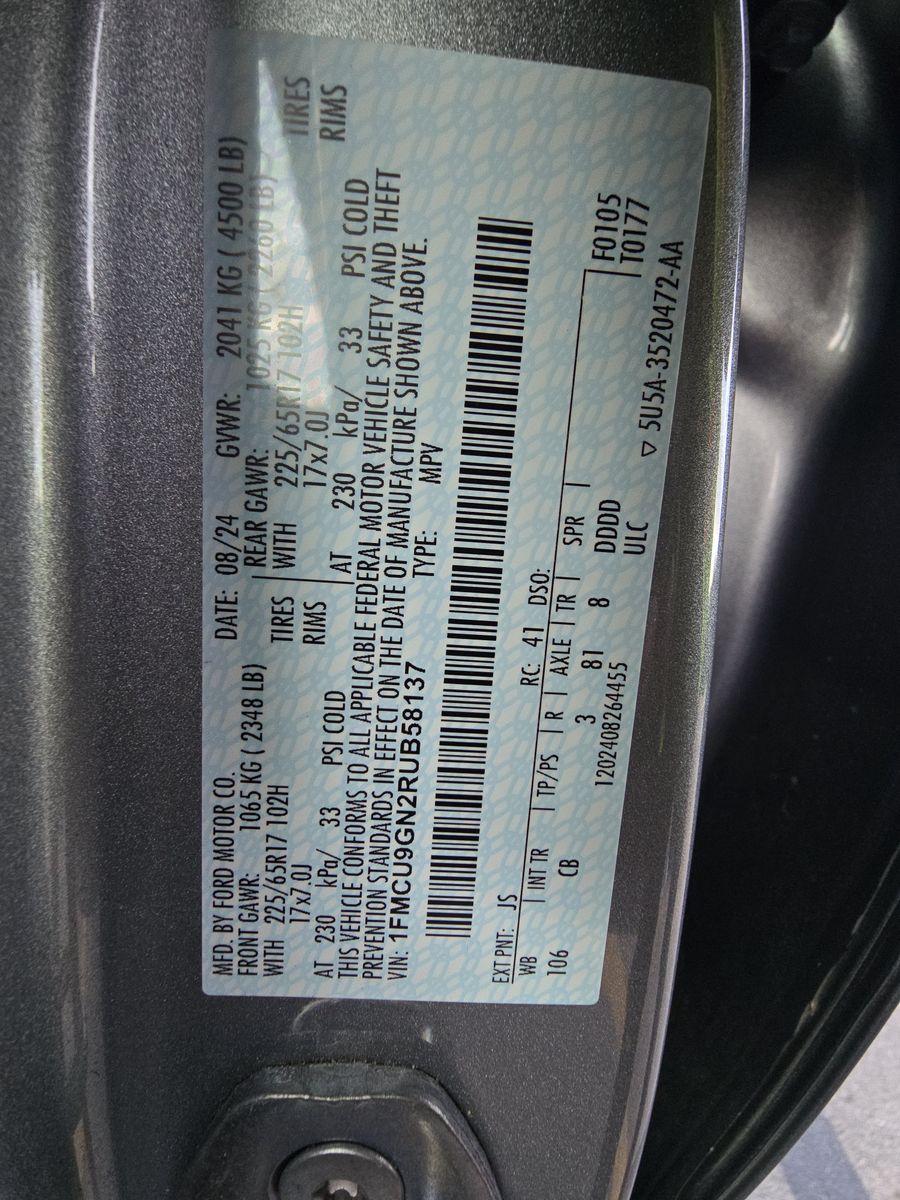 MFD. BY FORD MOTOR CO. DATE: 08/24 GVWR: 2041 KG ( 4500 LB)
FRONT GAWR: 1065 KG ( 2348 LB) REAR GAWR: 1025 KG ( 2260 LB)
WITH 225/65R17 102H TIRES WITH 225/65R17 102H TIRES
17x7.0J RIMS 17x7.0J RIMS
AT 230 kPa/ 33 PSI COLD AT 230 kPa/ 33 PSI COLD
THIS VEHICLE CONFORMS TO ALL APPLICABLE FEDERAL MOTOR VEHICLE SAFETY AND THEFT
PREVENTION STANDARDS IN EFFECT ON THE DATE OF MANUFACTURE SHOWN ABOVE.
VIN: 1FMCU9GN2RUB58137 TYPE: MPV
EXT PNT: JS RC: 41 DSO:
WB INT TR TP/PS R AXLE TR SPR F0105
106 CB 3 81 8 DDDD T0177
1202408264455 ULC
▽ 5U5A-3520472-AA